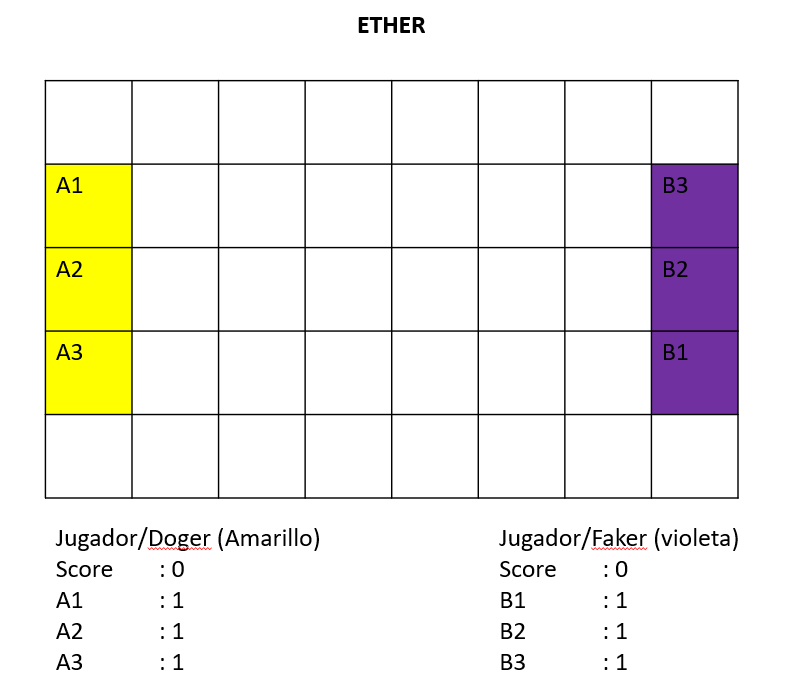 ETHER
A1 B3
A2 B2
A3 B1
Jugador/Doger (Amarillo)
Score : 0
A1 : 1
A2 : 1
A3 : 1
Jugador/Faker (violeta)
Score : 0
B1 : 1
B2 : 1
B3 : 1